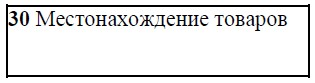 30 Местонахождение товаров